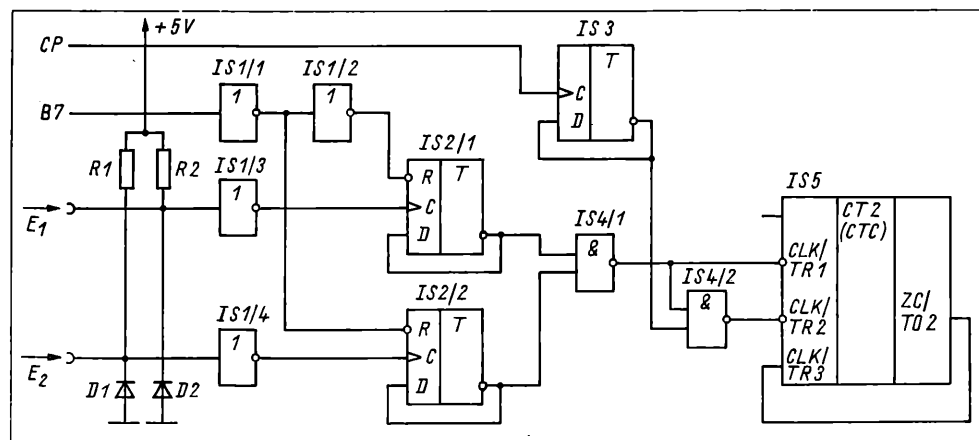 +5V
CP
IS3
T
C
D
IS1/1
IS1/2
B7
1
1
R1
R2
IS2/1
IS1/3
R
T
C
D
1
E1
IS4/1
&
IS5
CT2
(CTC)
CLK/
TR1
IS4/2
&
CLK/
TR2
ZC/
TO2
CLK/
TR3
IS2/2
IS1/4
R
T
C
D
1
E2
D1
D2